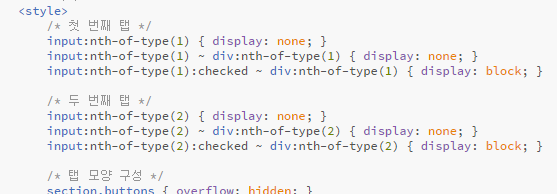 <style>
/* 첫 번째 탭 */
input:nth-of-type(1) { display: none; }
input:nth-of-type(1) ~ div:nth-of-type(1) { display: none; }
input:nth-of-type(1):checked ~ div:nth-of-type(1) { display: block; }
/* 두 번째 탭 */
input:nth-of-type(2) { display: none; }
input:nth-of-type(2) ~ div:nth-of-type(2) { display: none; }
input:nth-of-type(2):checked ~ div:nth-of-type(2) { display: block; }
/* 탭 모양 구성 */
section.buttons { overflow: hidden; }